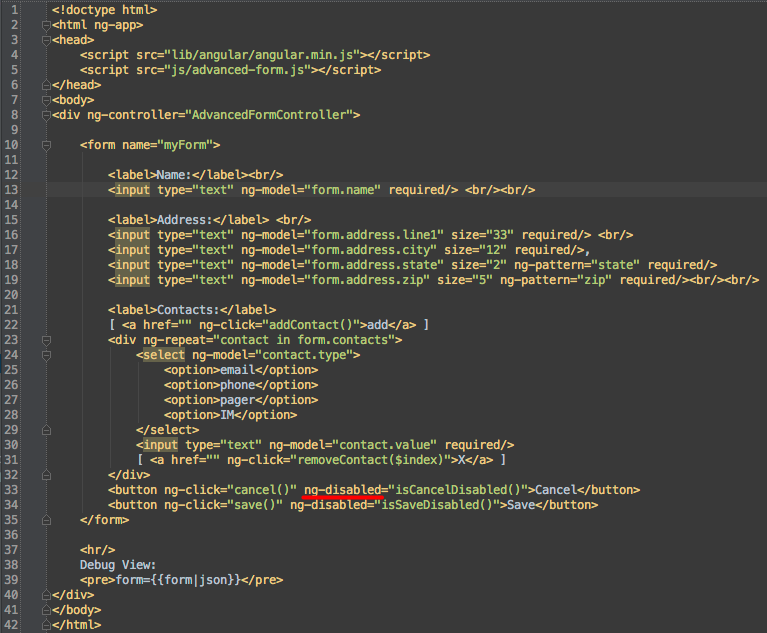 1 <!doctype html>
2 <html ng-app>
3 <head>
4 <script src="lib/angular/angular.min.js"></script>
5 <script src="js/advanced-form.js"></script>
6 </head>
7 <body>
8 <div ng-controller="AdvancedFormController">
9
10 <form name="myForm">
11
12 <label>Name:</label><br/>
13 <input type="text" ng-model="form.name" required/> <br/><br/>
14
15 <label>Address:</label> <br/>
16 <input type="text" ng-model="form.address.line1" size="33" required/> <br/>
17 <input type="text" ng-model="form.address.city" size="12" required/>,
18 <input type="text" ng-model="form.address.state" size="2" ng-pattern="state" required/>
19 <input type="text" ng-model="form.address.zip" size="5" ng-pattern="zip" required/><br/><br/>
20
21 <label>Contacts:</label>
22 [ <a href="" ng-click="addContact()">add</a> ]
23 <div ng-repeat="contact in form.contacts">
24 <select ng-model="contact.type">
25 <option>email</option>
26 <option>phone</option>
27 <option>pager</option>
28 <option>IM</option>
29 </select>
30 <input type="text" ng-model="contact.value" required/>
31 [ <a href="" ng-click="removeContact($index)">X</a> ]
32 </div>
33 <button ng-click="cancel()" ng-disabled="isCancelDisabled()">Cancel</button>
34 <button ng-click="save()" ng-disabled="isSaveDisabled()">Save</button>
35 </form>
36
37 <hr/>
38 Debug View:
39 <pre>form={{form|json}}</pre>
40 </div>
41 </body>
42 </html>